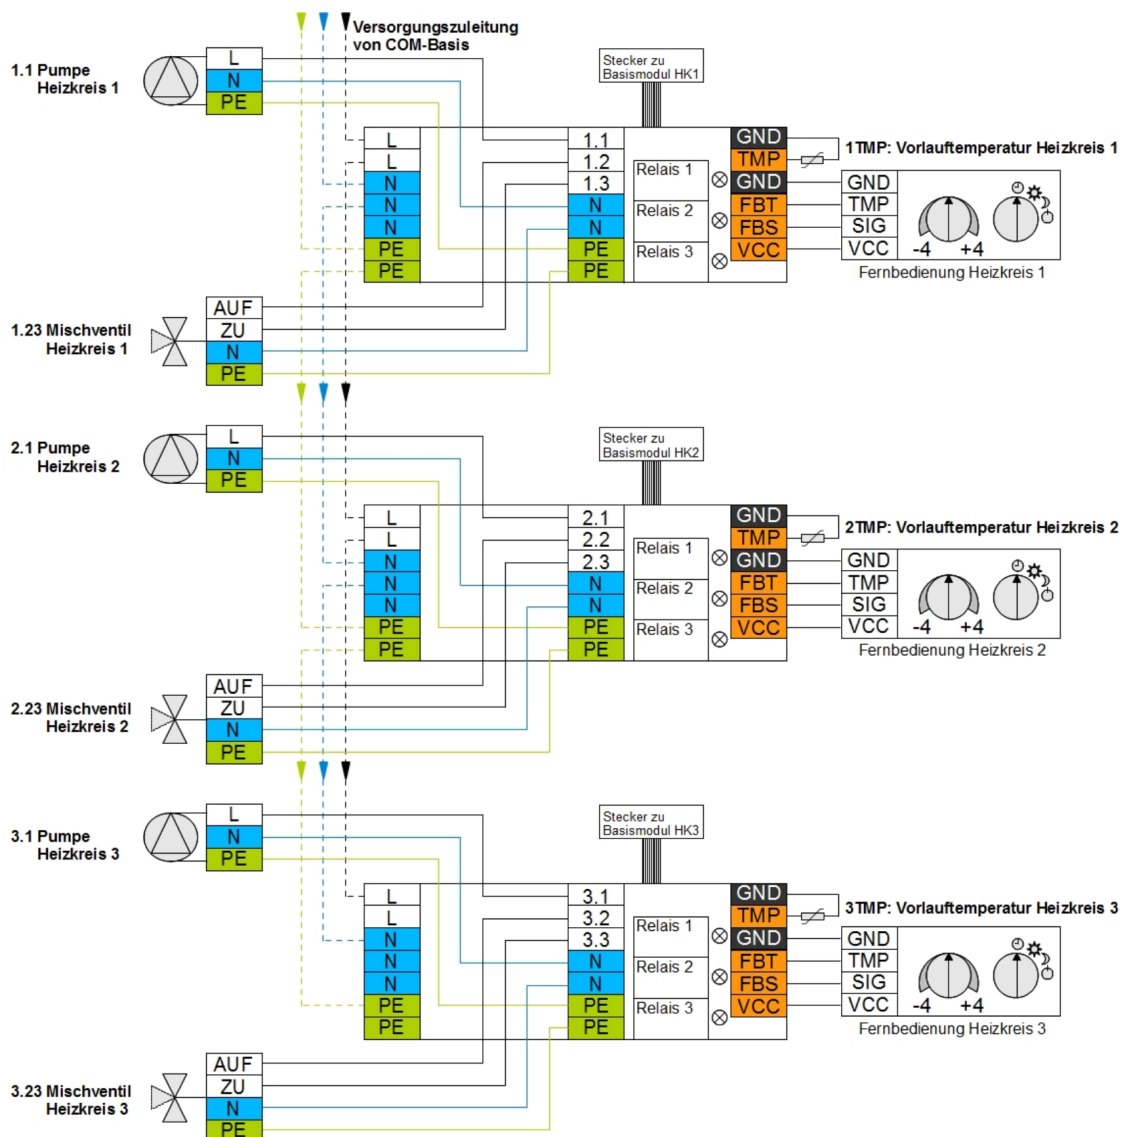 Versorgungszuleitung
von COM-Basis
1.1 Pumpe
Heizkreis 1
L
N
PE
Stecker zu
Basismodul HK1
L
L
N
N
N
PE
PE
1.1
1.2
1.3
N
N
PE
PE
Relais 1
Relais 2
Relais 3
GND
TMP
GND
FBT
FBS
VCC
1TMP: Vorlauftemperatur Heizkreis 1
GND
TMP
SIG
VCC
-4 +4
Fernbedienung Heizkreis 1
1.23 Mischventil
Heizkreis 1
AUF
ZU
N
PE
2.1 Pumpe
Heizkreis 2
L
N
PE
Stecker zu
Basismodul HK2
L
L
N
N
N
PE
PE
2.1
2.2
2.3
N
N
PE
PE
Relais 1
Relais 2
Relais 3
GND
TMP
GND
FBT
FBS
VCC
2TMP: Vorlauftemperatur Heizkreis 2
GND
TMP
SIG
VCC
-4 +4
Fernbedienung Heizkreis 2
2.23 Mischventil
Heizkreis 2
AUF
ZU
N
PE
3.1 Pumpe
Heizkreis 3
L
N
PE
Stecker zu
Basismodul HK3
L
L
N
N
N
PE
PE
3.1
3.2
3.3
N
N
PE
PE
Relais 1
Relais 2
Relais 3
GND
TMP
GND
FBT
FBS
VCC
3TMP: Vorlauftemperatur Heizkreis 3
GND
TMP
SIG
VCC
-4 +4
Fernbedienung Heizkreis 3
3.23 Mischventil
Heizkreis 3
AUF
ZU
N
PE